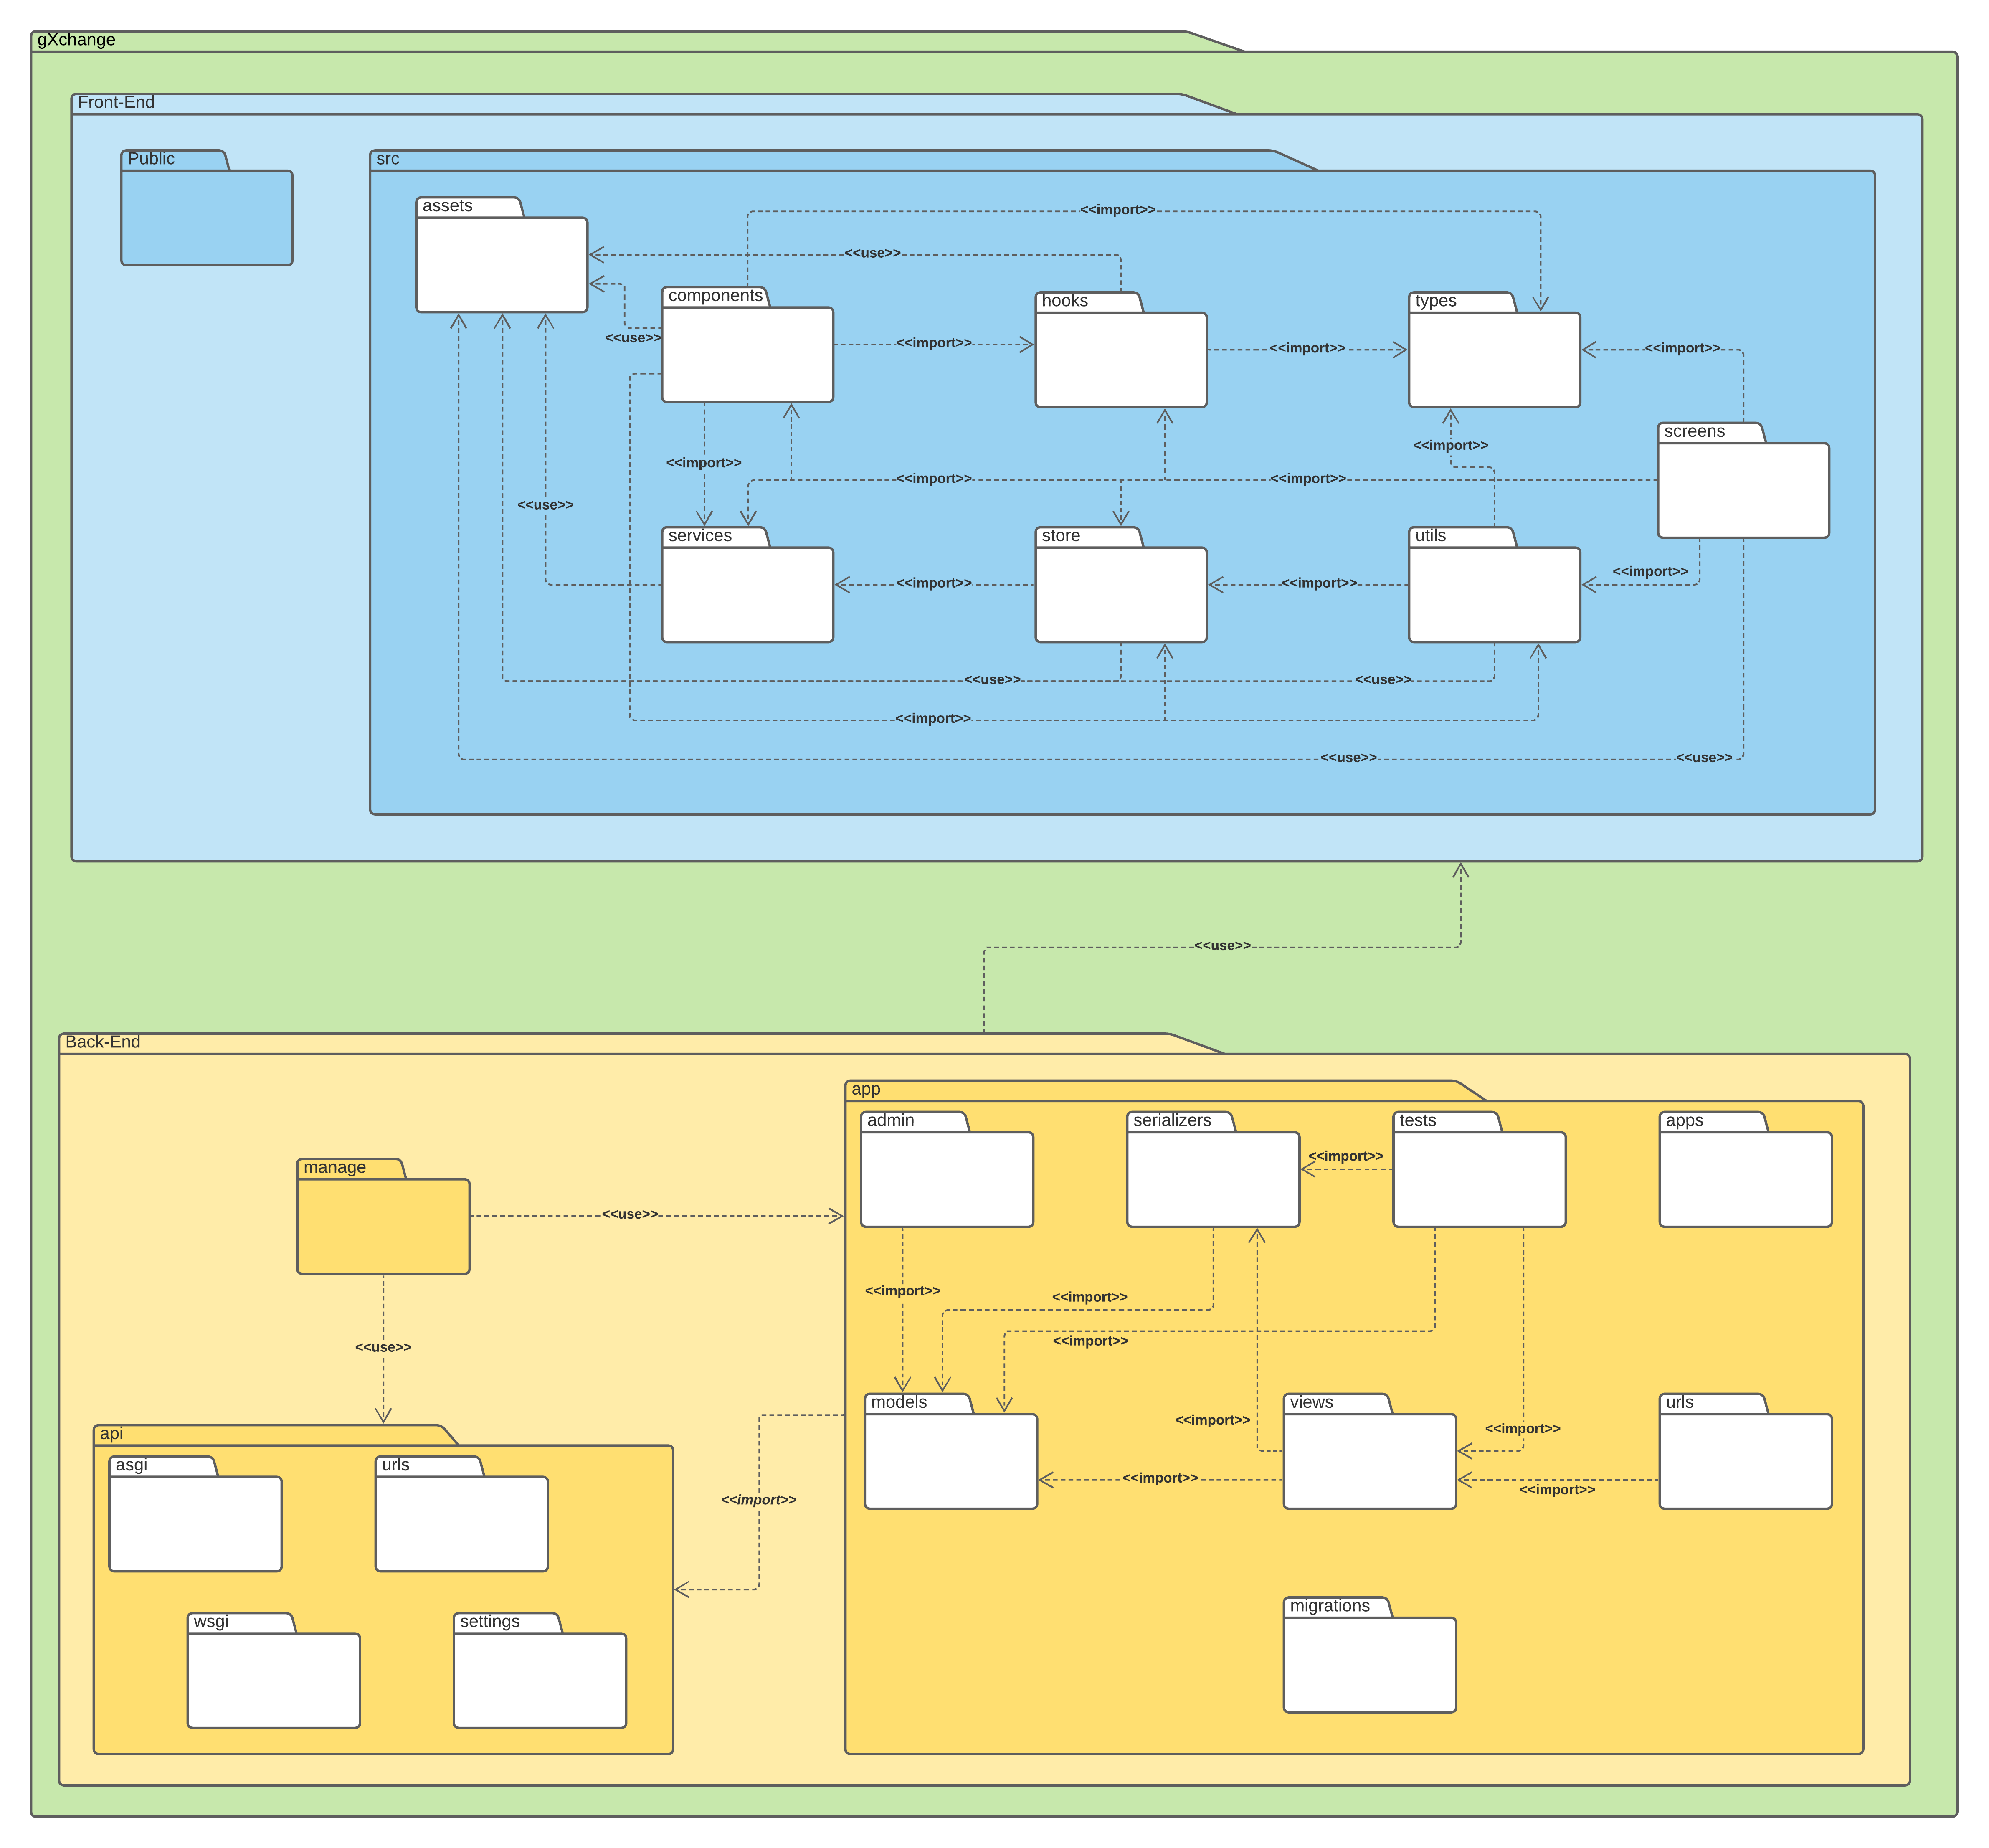 gXchange
Front-End
Public
src
assets
<<import>>
<<use>>
components
hooks
types
<<use>>
<<import>>
<<import>>
<<import>>
screens
<<import>>
<<import>>
<<import>>
<<import>>
<<use>>
services
store
utils
<<import>>
<<import>>
<<import>>
<<use>>
<<use>>
<<import>>
<<use>>
<<use>>
<<use>>
Back-End
app
admin
serializers
tests
apps
<<import>>
manage
<<use>>
<<import>>
<<import>>
<<import>>
<<use>>
models
views
urls
<<import>>
<<import>>
api
asgi
urls
<<import>>
<<import>>
<<import>>
wsgi
settings
migrations